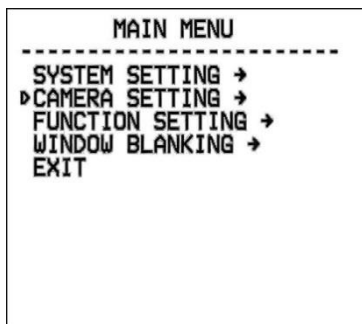 MAIN MENU
SYSTEM SETTING →
CAMERA SETTING →
FUNCTION SETTING →
WINDOW BLANKING →
EXIT